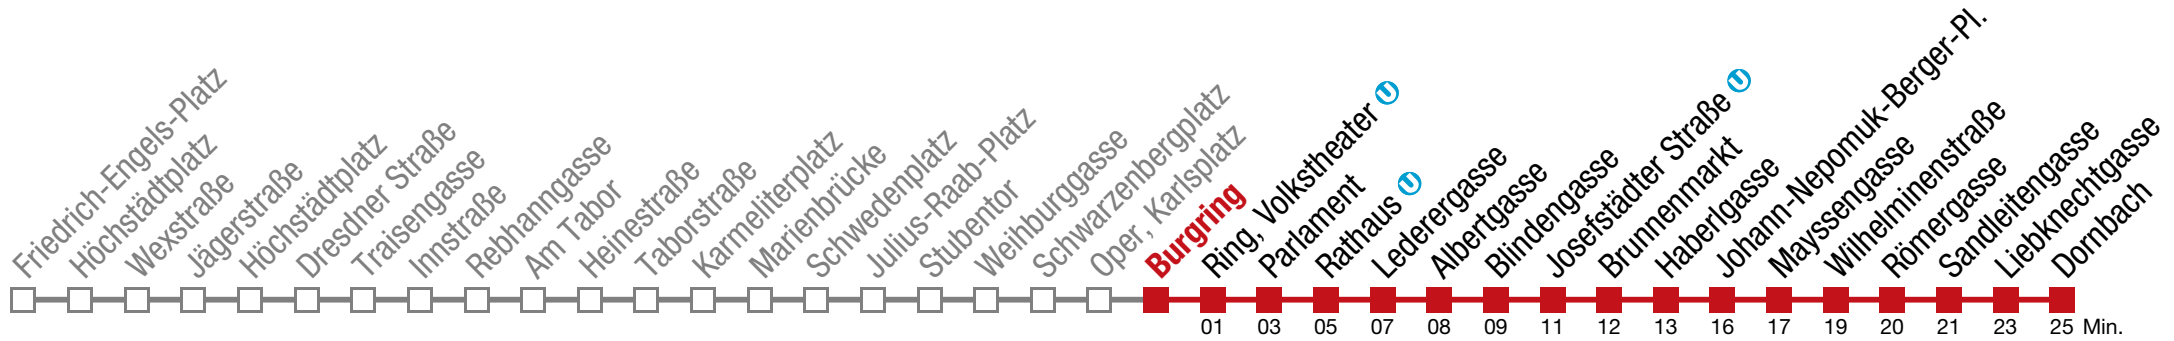 Friedrich-Engels-Platz
Höchstädtplatz
Wexstraße
Jägerstraße
Höchstädtplatz
Dresdner Straße
Traisengasse
Innstraße
Rebhanngasse
Am Tabor
Heinestraße
Taborstraße
Karmeliterplatz
Marienbrücke
Schwedenplatz
Julius-Raab-Platz
Stubentor
Weihburggasse
Schwarzenbergplatz
Oper, Karlsplatz
Burgring
Ring, Volkstheater U
Parlament
Rathaus U
Lederergasse
Albertgasse
Blindengasse
Josefstädter Straße U
Brunnenmarkt
Haberlgasse
Johann-Nepomuk-Berger-Pl.
Mayssengasse
Wilhelminenstraße
Römergasse
Sandleitengasse
Liebknechtgasse
Dornbach
01 03 05 07 08 09 11 12 13 16 17 19 20 21 23 25 Min.